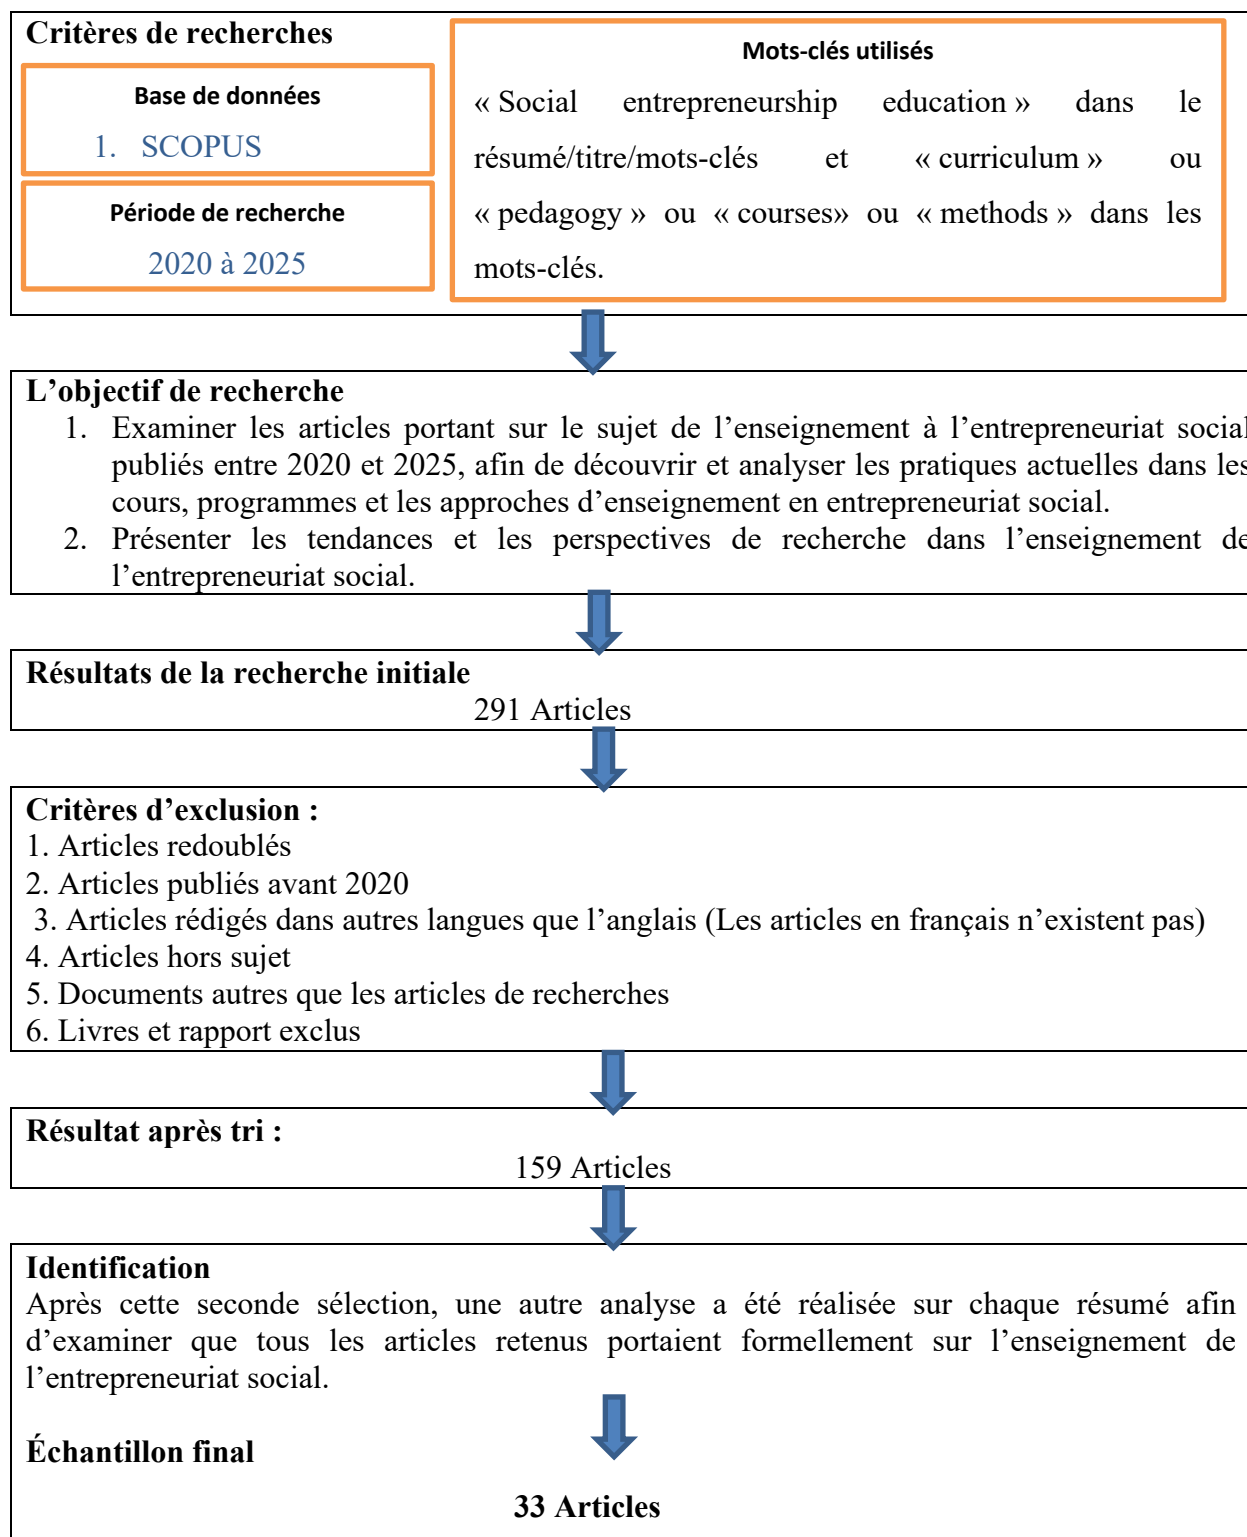 Critères de recherches
Base de données
1. SCOPUS
Période de recherche
2020 à 2025
Mots-clés utilisés
« Social entrepreneurship education » dans le
résumé/titre/mots-clés et « curriculum » ou
« pedagogy » ou « courses» ou « methods » dans les
mots-clés.
L’objectif de recherche
1. Examiner les articles portant sur le sujet de l’enseignement à l’entrepreneuriat social
publiés entre 2020 et 2025, afin de découvrir et analyser les pratiques actuelles dans les
cours, programmes et les approches d’enseignement en entrepreneuriat social.
2. Présenter les tendances et les perspectives de recherche dans l’enseignement de
l’entrepreneuriat social.
Résultats de la recherche initiale
291 Articles
Critères d’exclusion :
1. Articles redoublés
2. Articles publiés avant 2020
3. Articles rédigés dans autres langues que l’anglais (Les articles en français n’existent pas)
4. Articles hors sujet
5. Documents autres que les articles de recherches
6. Livres et rapport exclus
Résultat après tri :
159 Articles
Identification
Après cette seconde sélection, une autre analyse a été réalisée sur chaque résumé afin
d’examiner que tous les articles retenus portaient formellement sur l’enseignement de
l’entrepreneuriat social.
Échantillon final
33 Articles